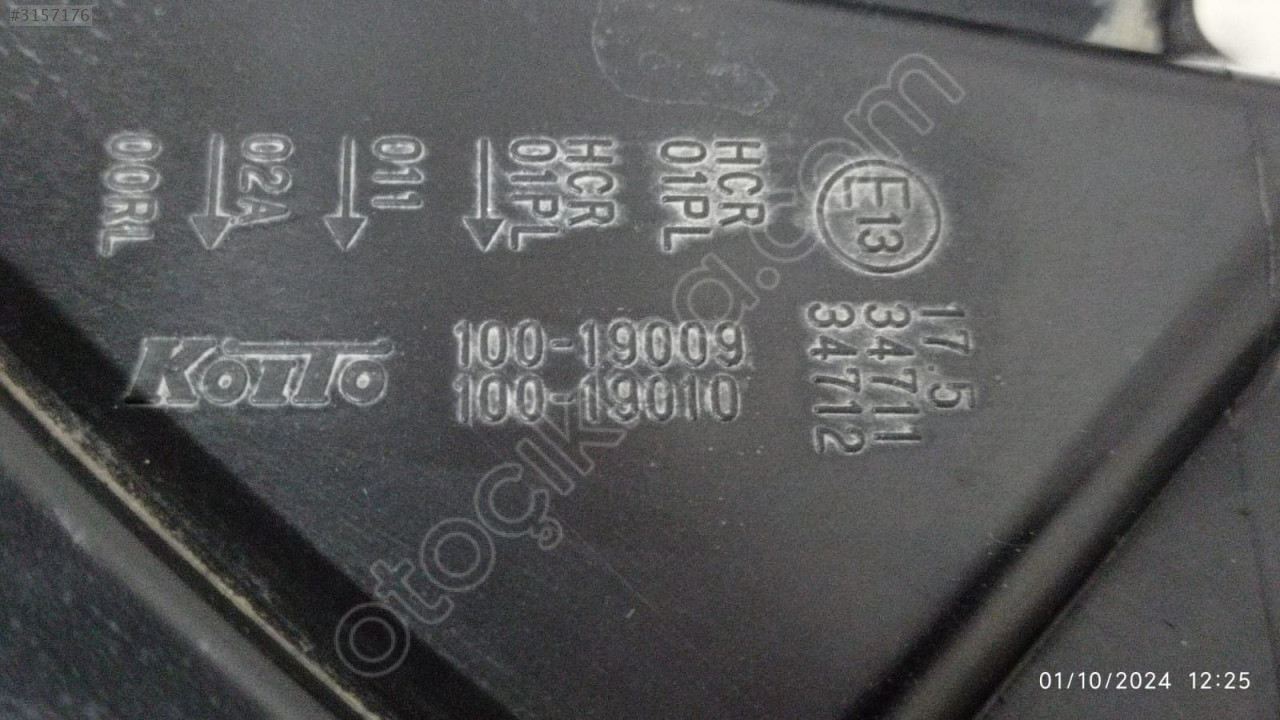 #3157176
E13
17.5
34711
34712
HCR
01PL
HCR
01PL
011
02A
00RL
KOITO
100-19009
100-19010
otoçıkma.com
01/10/2024 12:25